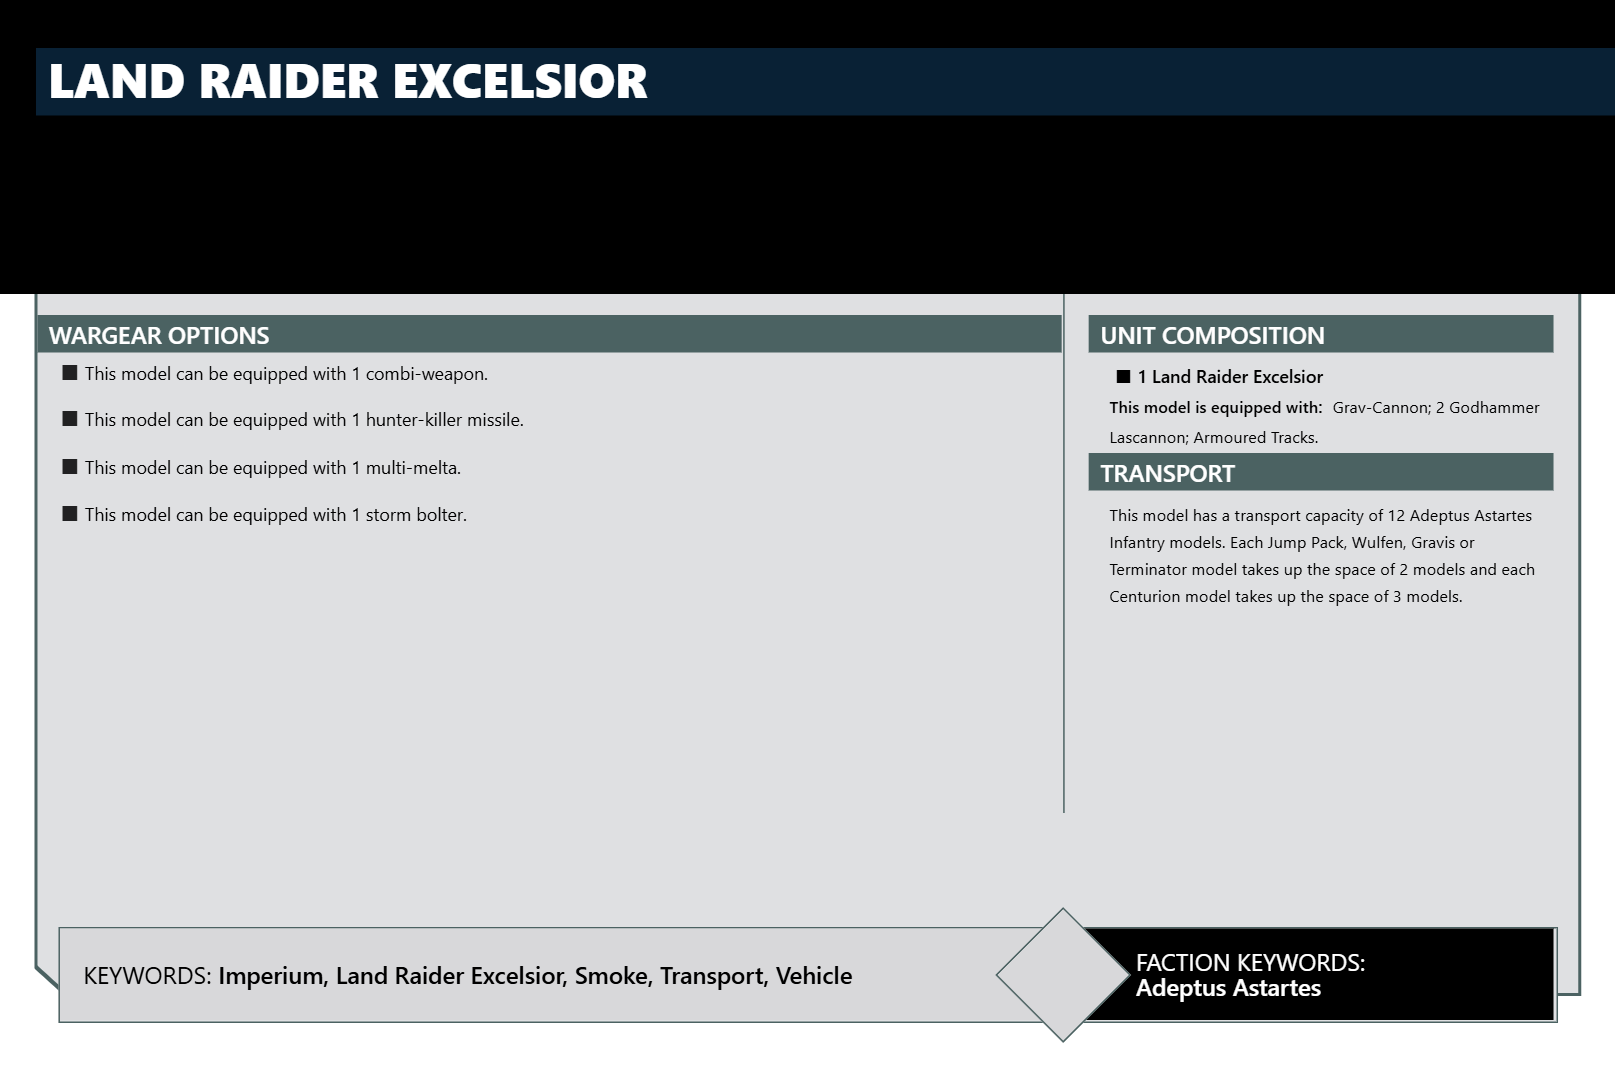 LAND RAIDER EXCELSIOR
WARGEAR OPTIONS
■ This model can be equipped with 1 combi-weapon.
■ This model can be equipped with 1 hunter-killer missile.
■ This model can be equipped with 1 multi-melta.
■ This model can be equipped with 1 storm bolter.
UNIT COMPOSITION
■ 1 Land Raider Excelsior
This model is equipped with: Grav-Cannon; 2 Godhammer
Lascannon; Armoured Tracks.
TRANSPORT
This model has a transport capacity of 12 Adeptus Astartes
Infantry models. Each Jump Pack, Wulfen, Gravis or
Terminator model takes up the space of 2 models and each
Centurion model takes up the space of 3 models.
KEYWORDS: Imperium, Land Raider Excelsior, Smoke, Transport, Vehicle
FACTION KEYWORDS:
Adeptus Astartes